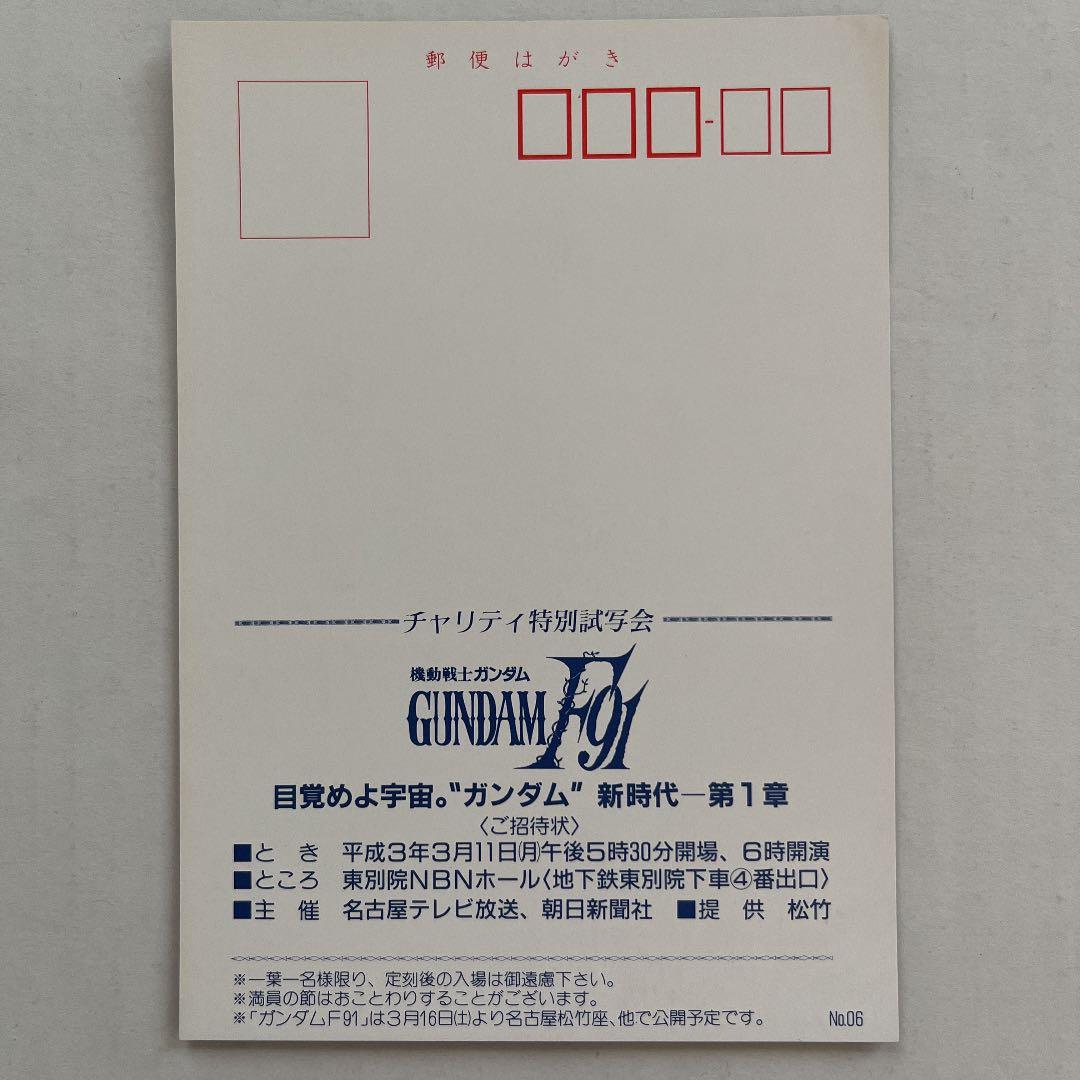 郵便はがき
チャリティ特別試写会
機動戦士ガンダム
GUNDAM F91
目覚めよ宇宙。“ガンダム” 新時代―第1章
〈ご招待状〉
■とき 平成3年3月11日(月)午後5時30分開場、6時開演
■ところ 東別院NBNホール〈地下鉄東別院下車④番出口〉
■主催 名古屋テレビ放送、朝日新聞社 ■提供 松竹
※一葉一名様限り、定刻後の入場は御遠慮下さい。
※満員の節はおことわりすることがございます。
※「ガンダムF91」は3月16日(土)より名古屋松竹座、他で公開予定です。 No.06